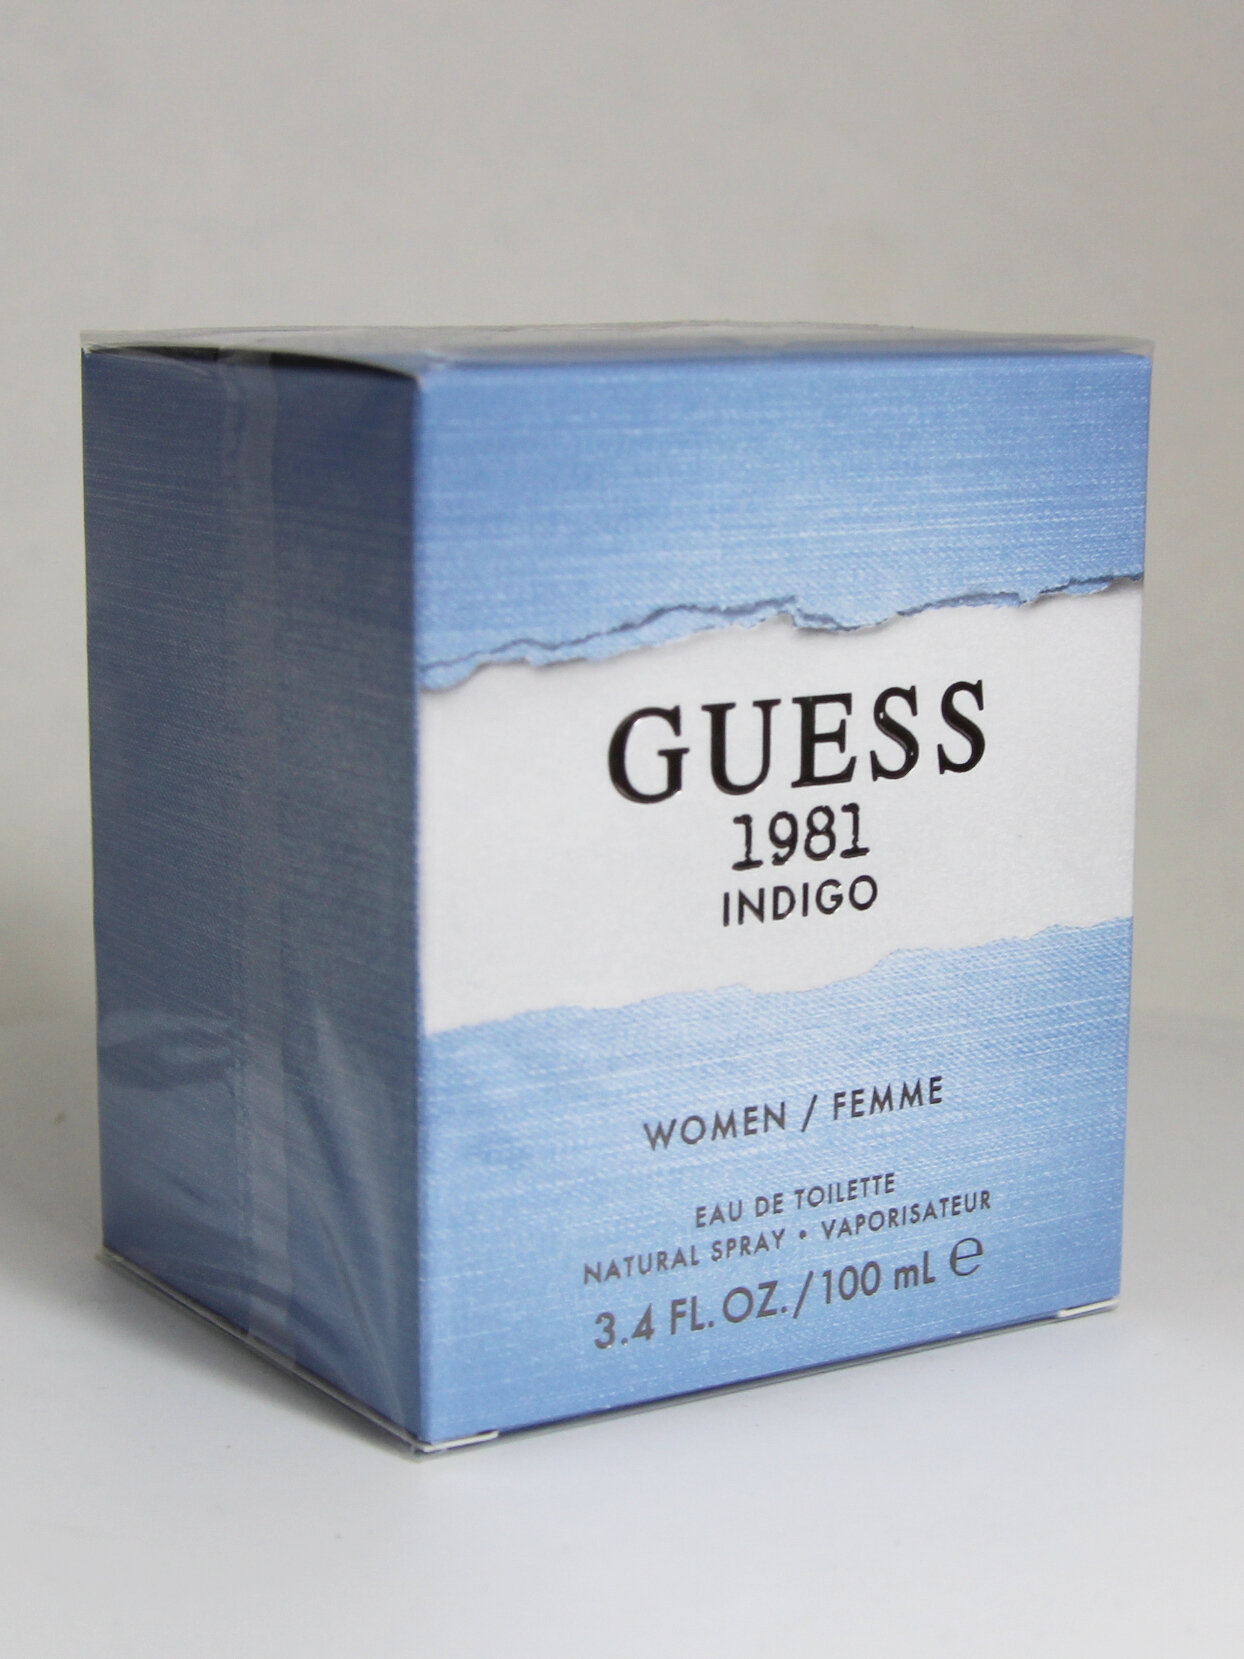 GUESS
1981
INDIGO
WOMEN / FEMME
EAU DE TOILETTE
NATURAL SPRAY • VAPORISATEUR
3.4 FL. OZ. / 100 mL ℮